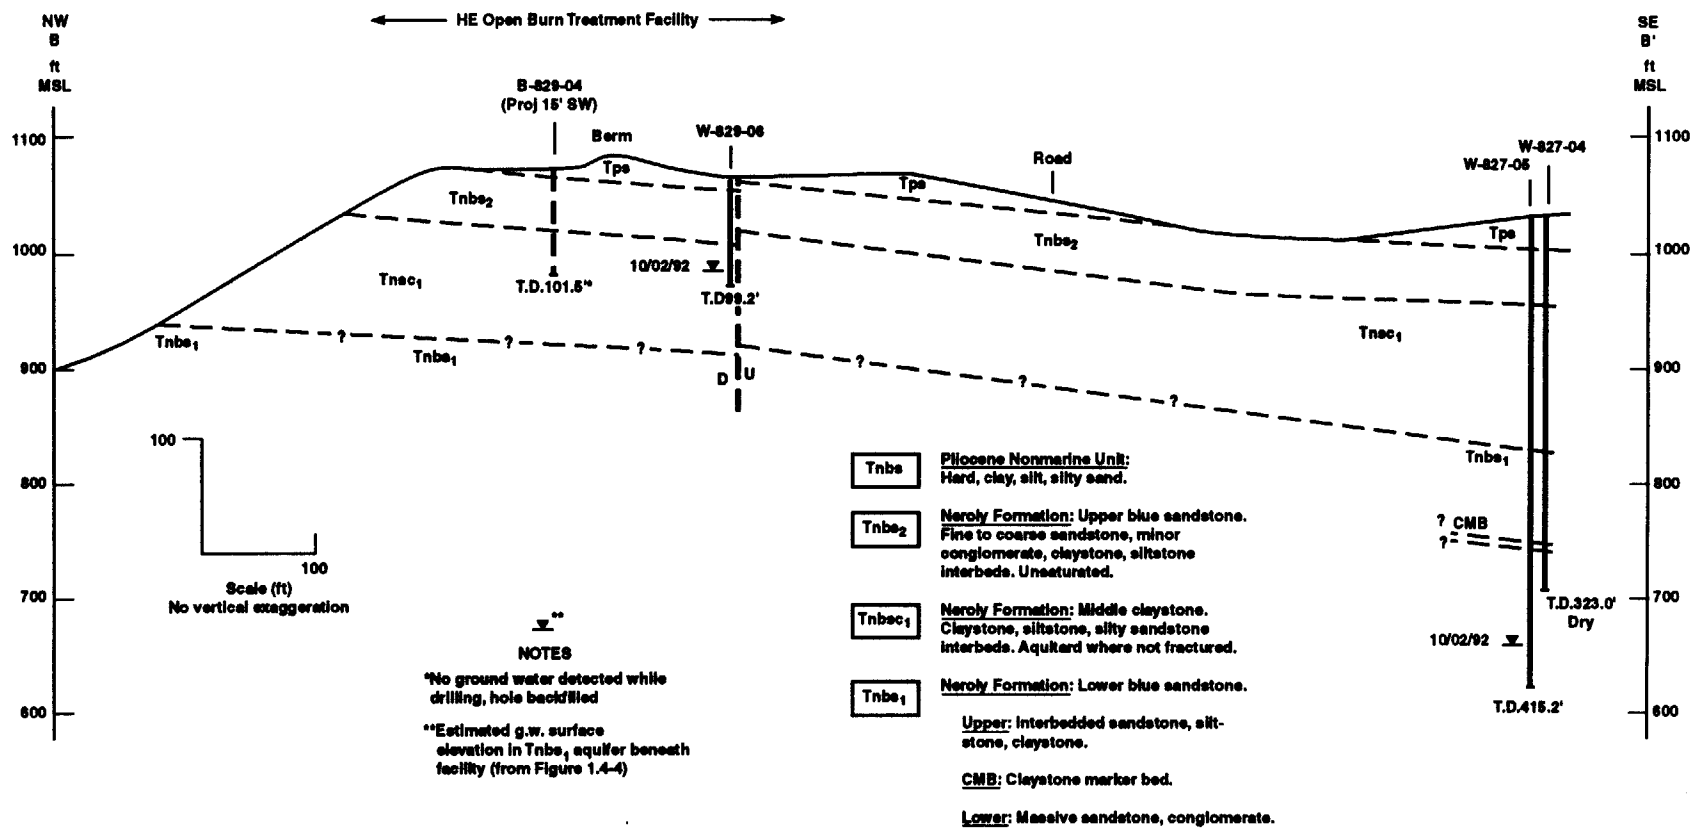 NW
B
ft
MSL
HE Open Burn Treatment Facility
SE
B'
ft
MSL
B-829-04
(Proj 15' SW)
Berm
W-829-06
Road
W-827-04
W-827-05
1100
1100
Tps
Tps
Tps
Tnbs2
Tnbs2
1000
1000
10/02/92
Tnsc1
T.D.101.5'*
T.D99.2'
Tnsc1
Tnbs1
?
?
?
Tnbs1
?
?
?
900
900
D
U
Tnbs1
100
100
Scale (ft)
No vertical exaggeration
800
800
? CMB
?
700
700
T.D.323.0'
Dry
10/02/92
T.D.415.2'
600
600
**
NOTES
*No ground water detected while
drilling, hole backfilled
**Estimated g.w. surface
elevation in Tnbs1 aquifer beneath
facility (from Figure 1.4-4)
Tnbs
Pliocene Nonmarine Unit:
Hard, clay, silt, silty sand.
Tnbs2
Neroly Formation: Upper blue sandstone.
Fine to coarse sandstone, minor
conglomerate, claystone, siltstone
interbeds. Unsaturated.
Tnbsc1
Neroly Formation: Middle claystone.
Claystone, siltstone, silty sandstone
interbeds. Aquitard where not fractured.
Tnbs1
Neroly Formation: Lower blue sandstone.
Upper: Interbedded sandstone, silt-
stone, claystone.
CMB: Claystone marker bed.
Lower: Massive sandstone, conglomerate.